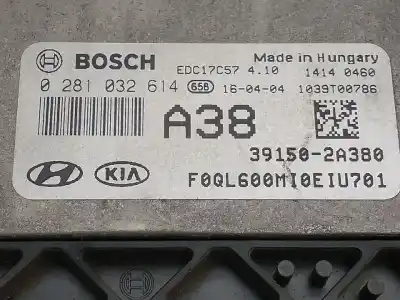 BOSCH EDC17C57 4.10 Made in Hungary
1414 0460
0 281 032 614 65B 16-04-04 1039T00786
A38
39150-2A380
KIA F0QL600MI0EIU701